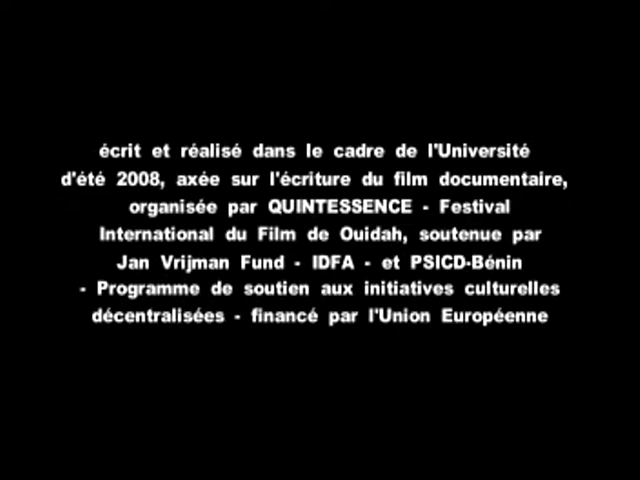 écrit et réalisé dans le cadre de l'Université
d'été 2008, axée sur l'écriture du film documentaire,
organisée par QUINTESSENCE - Festival
International du Film de Ouidah, soutenue par
Jan Vrijman Fund - IDFA - et PSICD-Bénin
- Programme de soutien aux initiatives culturelles
décentralisées - financé par l'Union Européenne